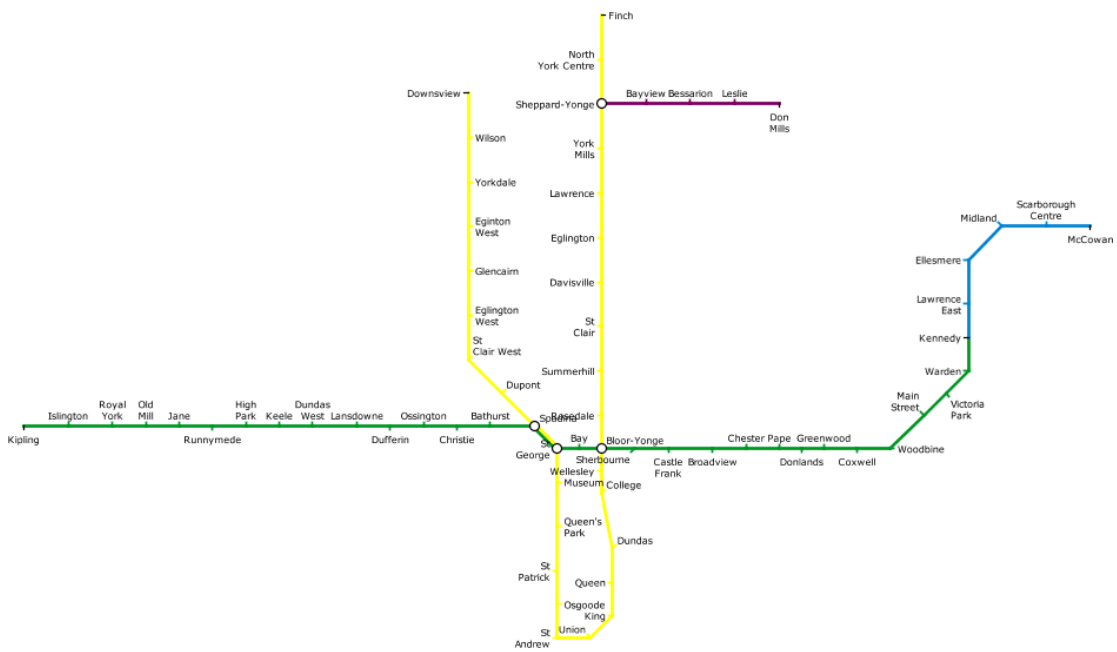 Finch
North
York Centre
Downsview
Sheppard-Yonge
Bayview
Bessarion
Leslie
Don
Mills
Wilson
York
Mills
Yorkdale
Lawrence
Eginton
West
Eglington
Glencairn
Davisville
Eglington
West
St
Clair
St
Clair West
Summerhill
Dupont
Rosedale
Scarborough
Centre
Midland
McCowan
Ellesmere
Lawrence
East
Kennedy
Warden
Main
Street
Victoria
Park
Kipling
Islington
Royal
York
Old
Mill
Jane
Runnymede
High
Park
Keele
Dundas
West
Lansdowne
Dufferin
Ossington
Christie
Bathurst
Spadina
St
George
Bay
Bloor-Yonge
Sherbourne
Castle
Frank
Broadview
Chester
Pape
Donlands
Greenwood
Coxwell
Woodbine
Wellesley
Museum
College
Queen's
Park
Dundas
St
Patrick
Queen
Osgoode
King
Union
St
Andrew